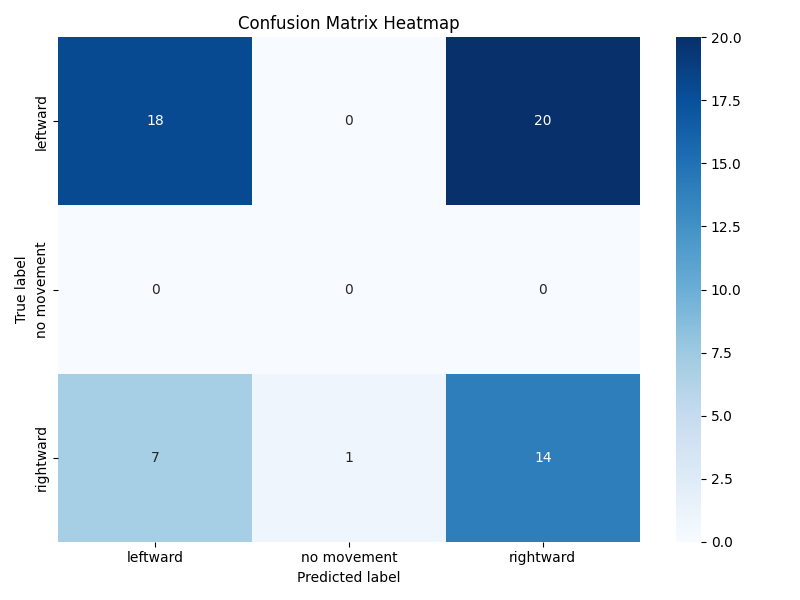 Confusion Matrix Heatmap
True label
leftward
no movement
rightward
18 0 20
0 0 0
7 1 14
leftward no movement rightward
Predicted label
20.0
17.5
15.0
12.5
10.0
7.5
5.0
2.5
0.0